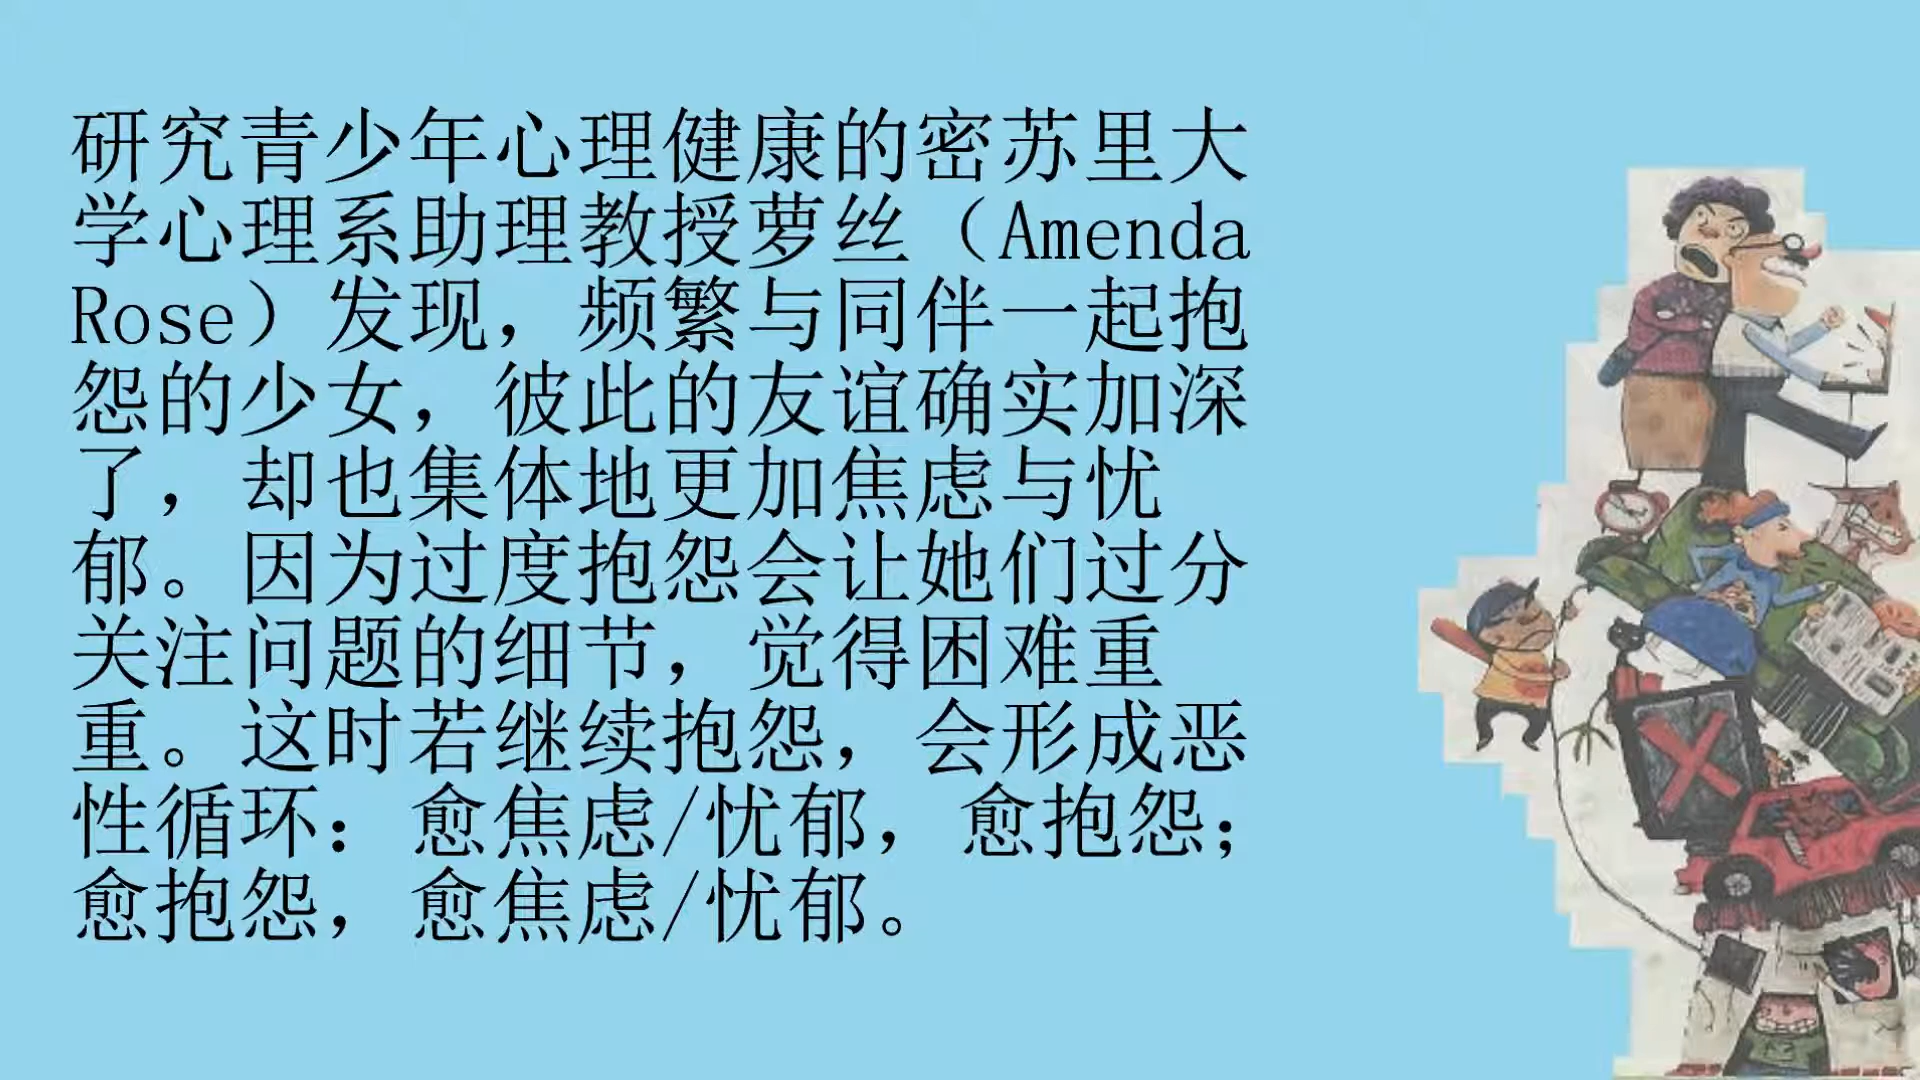 研究青少年心理健康的密苏里大
学心理系助理教授萝丝（Amenda
Rose）发现，频繁与同伴一起抱
怨的少女，彼此的友谊确实加深
了，却也集体地更加焦虑与忧
郁。因为过度抱怨会让她们过分
关注问题的细节，觉得困难重
重。这时若继续抱怨，会形成恶
性循环：愈焦虑/忧郁，愈抱怨；
愈抱怨，愈焦虑/忧郁。